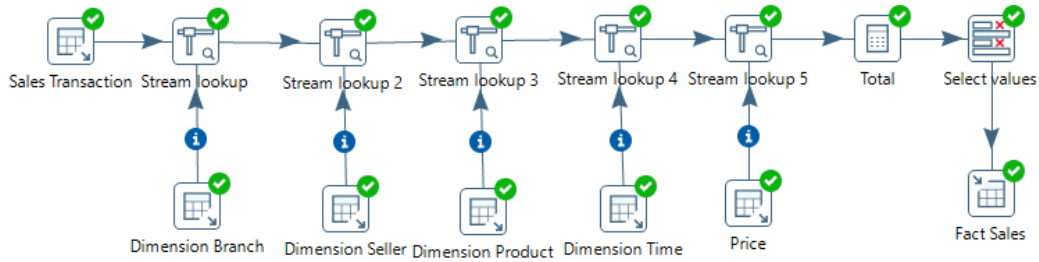 Sales Transaction
Stream lookup
Stream lookup 2
Stream lookup 3
Stream lookup 4
Stream lookup 5
Total
Select values
Dimension Branch
Dimension Seller
Dimension Product
Dimension Time
Price
Fact Sales